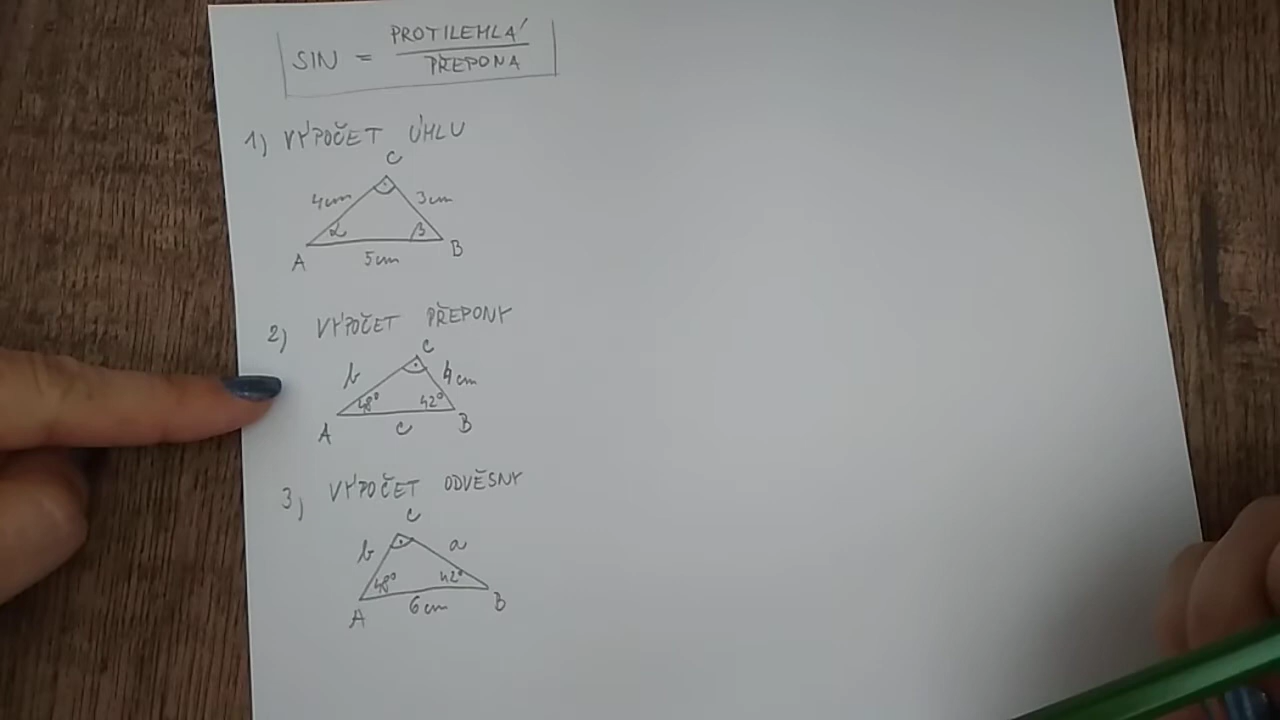 SIN = PROTILEHLÁ
PŘEPONA
1) VÝPOČET ÚHLU
C
4cm 3cm
α β
A B
5cm
2) VÝPOČET PŘEPONY
C
b 4cm
48° 42°
A c B
3) VÝPOČET ODVĚSNY
C
b a
48° 42°
A 6cm B